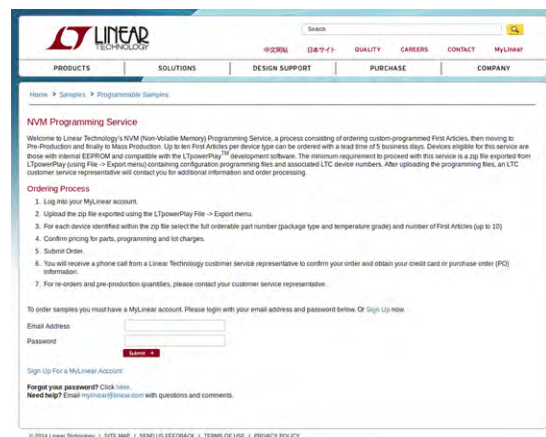 LINEAR
TECHNOLOGY
Search
中文网站 日本サイト QUALITY CAREERS CONTACT MyLinear
PRODUCTS SOLUTIONS DESIGN SUPPORT PURCHASE COMPANY
Home > Samples > Programmable Samples
NVM Programming Service
Welcome to Linear Technology's NVM (Non-Volatile Memory) Programming Service, a process consisting of ordering custom-programmed First Articles, then moving to
Pre-Production and finally to Mass Production. Up to ten First Articles per device type can be ordered with a lead time of 5 business days. Devices eligible for this service are
those with internal EEPROM and compatible with the LTpowerPlay™ development software. The minimum requirement to proceed with this service is a zip file exported from
LTpowerPlay (using File -> Export menu) containing configuration programming files and associated LTC device numbers. After uploading the programming files, an LTC
customer service representative will contact you for additional information and order processing.
Ordering Process
1. Log into your MyLinear account.
2. Upload the zip file exported using the LTpowerPlay File -> Export menu.
3. For each device identified within the zip file select the full orderable part number (package type and temperature grade) and number of First Articles (up to 10)
4. Confirm pricing for parts, programming and lot charges.
5. Submit Order.
6. You will receive a phone call from a Linear Technology customer service representative to confirm your order and obtain your credit card or purchase order (PO)
information.
7. For re-orders and pre-production quantities, please contact your customer service representative.
To order samples you must have a MyLinear account. Please login with your email address and password below. Or Sign Up now.
Email Address
Password
Submit →
Sign Up For a MyLinear Account
Forgot your password? Click here.
Need help? Email mylinear@linear.com with questions and comments.
© 2014 Linear Technology | SITE MAP | SEND US FEEDBACK | TERMS OF USE | PRIVACY POLICY